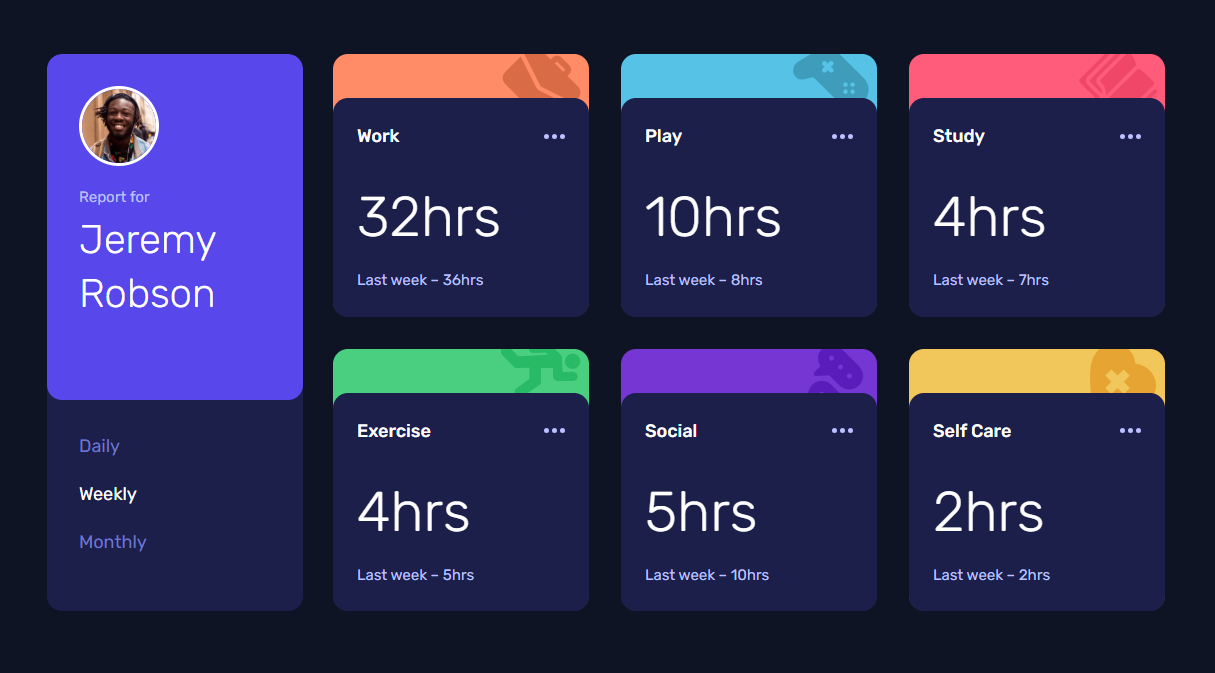 Report for
Jeremy
Robson
Daily
Weekly
Monthly
Work
32hrs
Last week – 36hrs
Play
10hrs
Last week – 8hrs
Study
4hrs
Last week – 7hrs
Exercise
4hrs
Last week – 5hrs
Social
5hrs
Last week – 10hrs
Self Care
2hrs
Last week – 2hrs